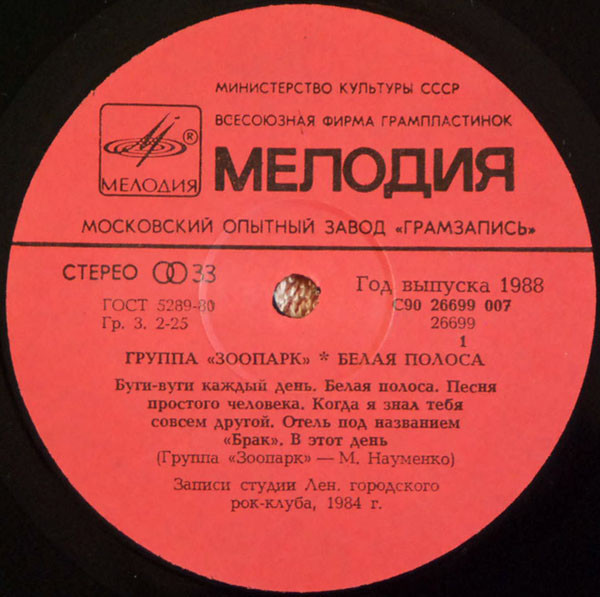 МИНИСТЕРСТВО КУЛЬТУРЫ СССР
®
ВСЕСОЮЗНАЯ ФИРМА ГРАМПЛАСТИНОК
МЕЛОДИЯ
МЕЛОДИЯ
МОСКОВСКИЙ ОПЫТНЫЙ ЗАВОД «ГРАМЗАПИСЬ»
СТЕРЕО 33
Год выпуска 1988
ГОСТ 5289-80
С90 26699 007
Гр. 3. 2-25
26699
1
ГРУППА «ЗООПАРК» * БЕЛАЯ ПОЛОСА
Буги-вуги каждый день. Белая полоса. Песня
простого человека. Когда я знал тебя
совсем другой. Отель под названием
«Брак». В этот день
(Группа «Зоопарк» — М. Науменко)
Записи студии Лен. городского
рок-клуба, 1984 г.